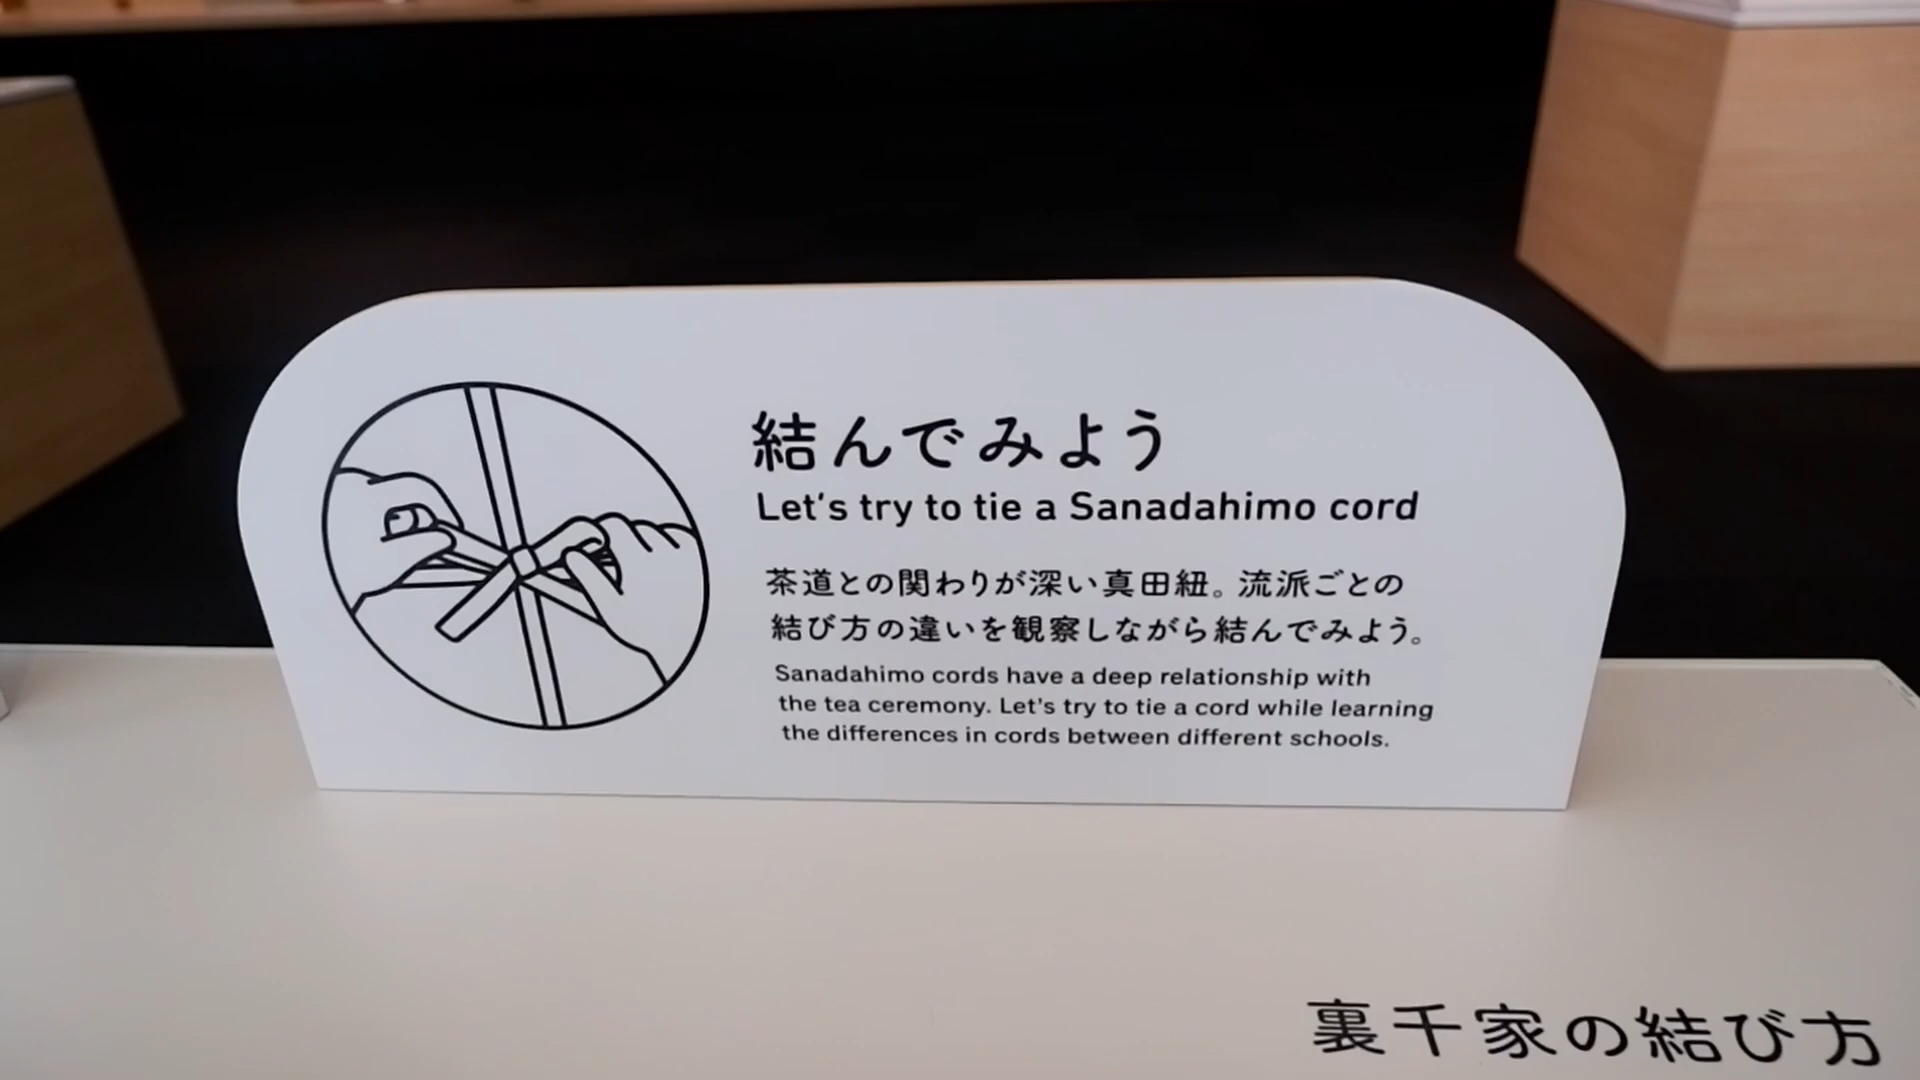 結んでみよう
Let's try to tie a Sanadahimo cord
茶道との関わりが深い真田紐。流派ごとの
結び方の違いを観察しながら結んでみよう。
Sanadahimo cords have a deep relationship with
the tea ceremony. Let's try to tie a cord while learning
the differences in cords between different schools.
裏千家の結び方